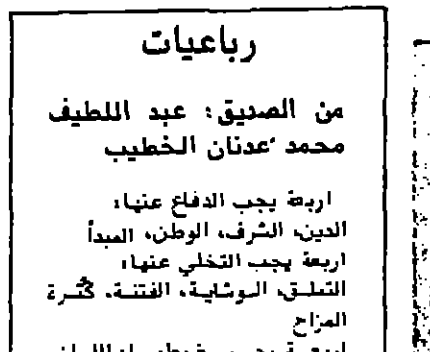 رباعيات
من الصديق: عبد اللطيف
محمد عدنان الخطيب
اربعة يجب الدفاع عنها:
الدين، الشرف، الوطن، المبدأ
اربعة يجب التخلي عنها:
التملق، الوشاية، الفتنة، كثرة
المزاح